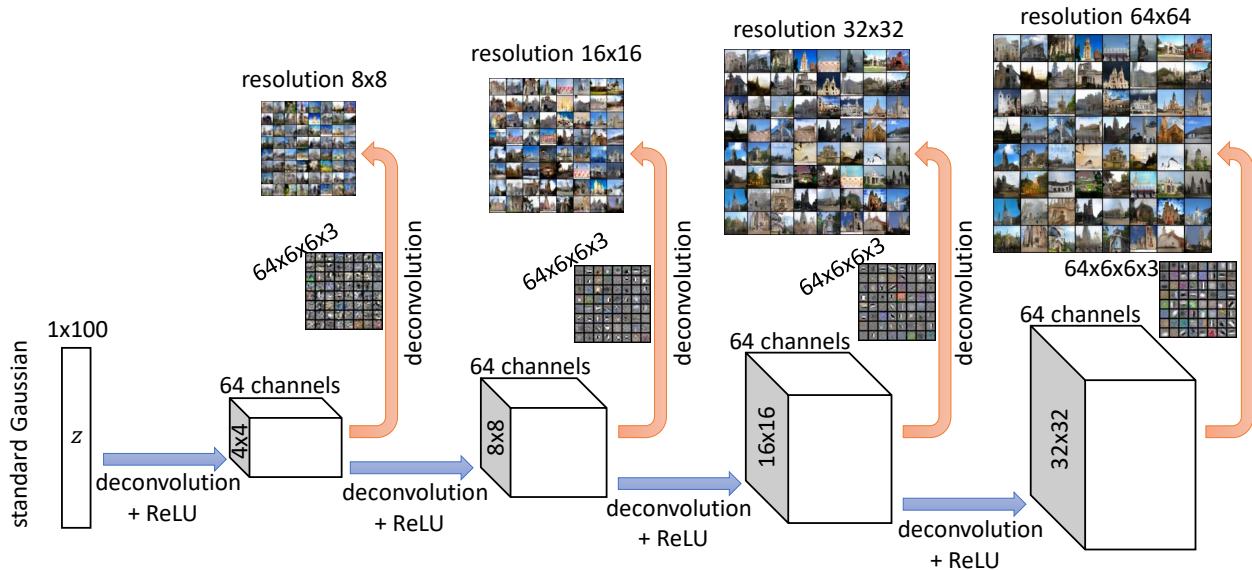 resolution 8x8
resolution 16x16
resolution 32x32
resolution 64x64
64x6x6x3
64x6x6x3
64x6x6x3
64x6x6x3
deconvolution
deconvolution
deconvolution
1x100
64 channels
64 channels
64 channels
64 channels
standard Gaussian
z
4x4
8x8
16x16
32x32
deconvolution
+ ReLU
deconvolution
+ ReLU
deconvolution
+ ReLU
deconvolution
+ ReLU